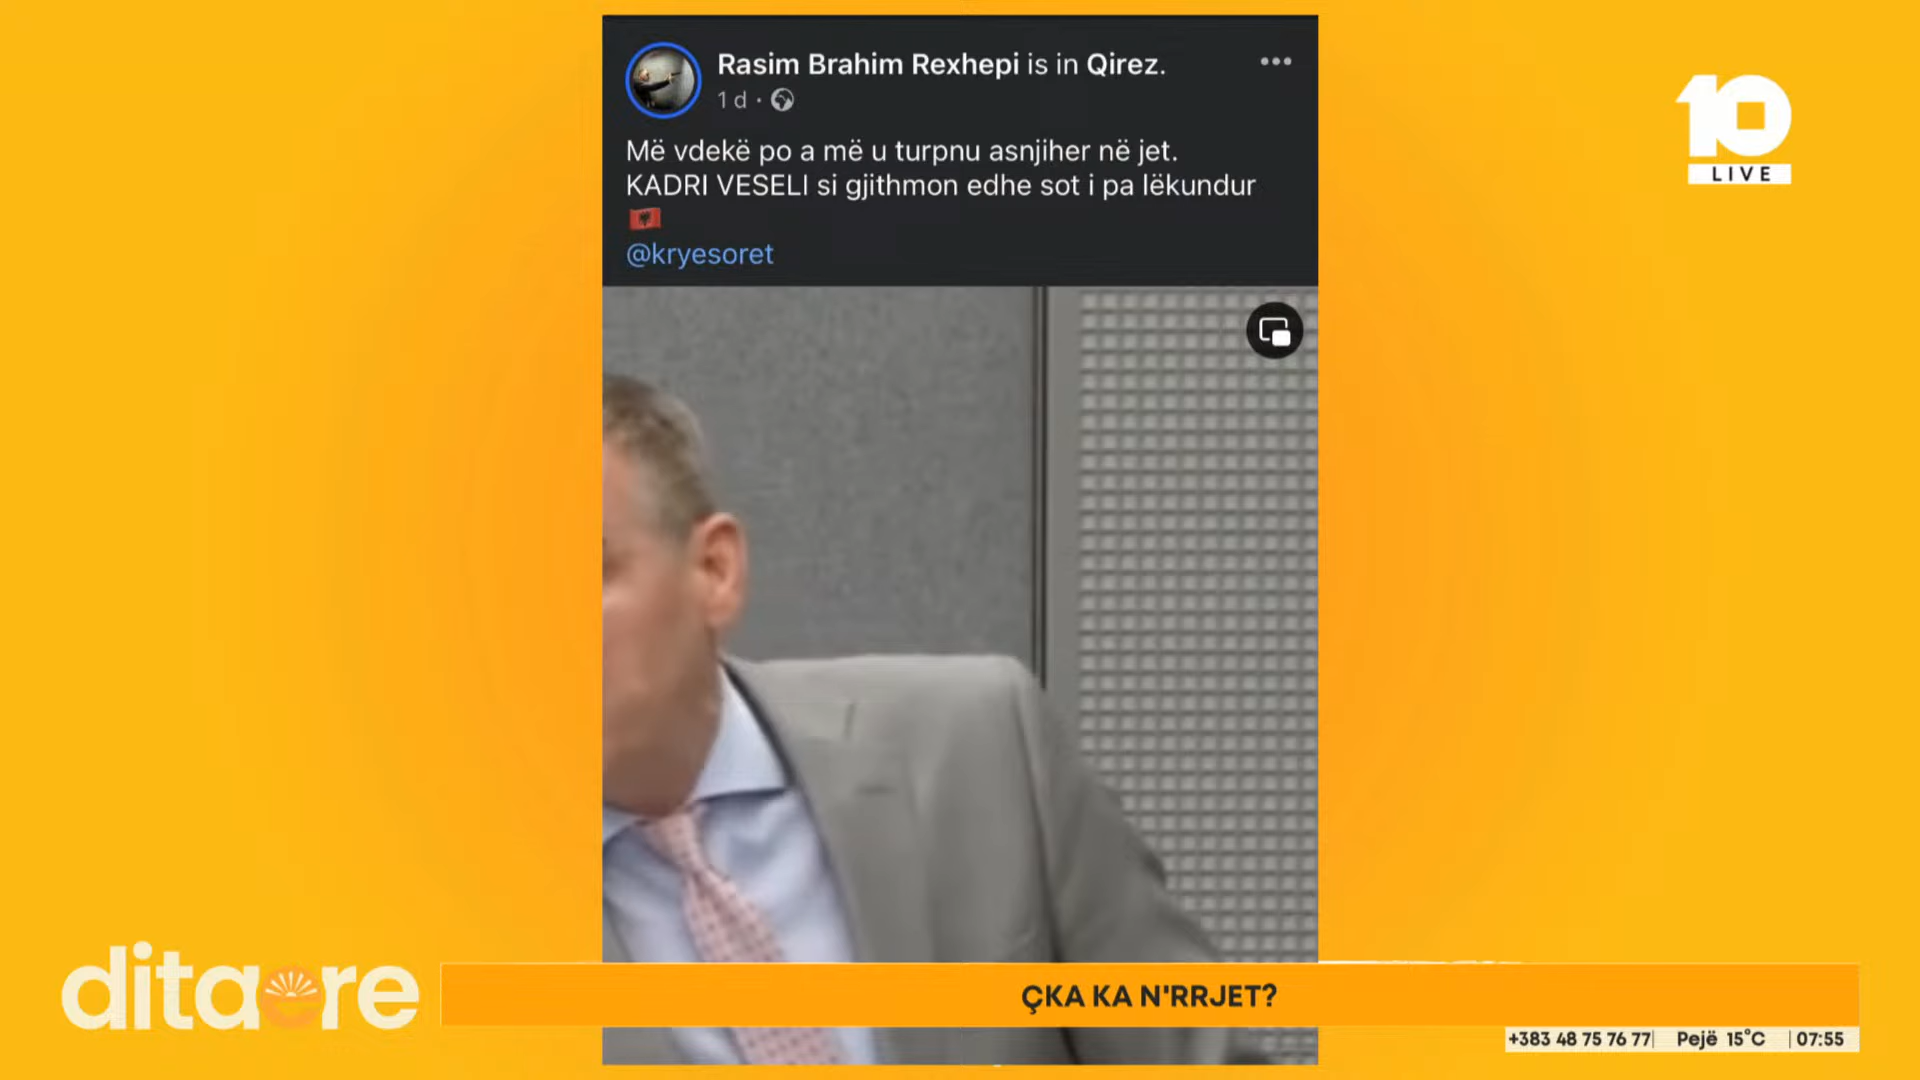 Rasim Brahim Rexhepi is in Qirez.
1 d ·
Më vdekë po a më u turpnu asnjiher në jet.
KADRI VESELI si gjithmon edhe sot i pa lëkundur
🇦🇱
@kryesoret
10
LIVE
ditaere
ÇKA KA N'RRJET?
+383 48 75 76 77 Pejë 15°C 07:55